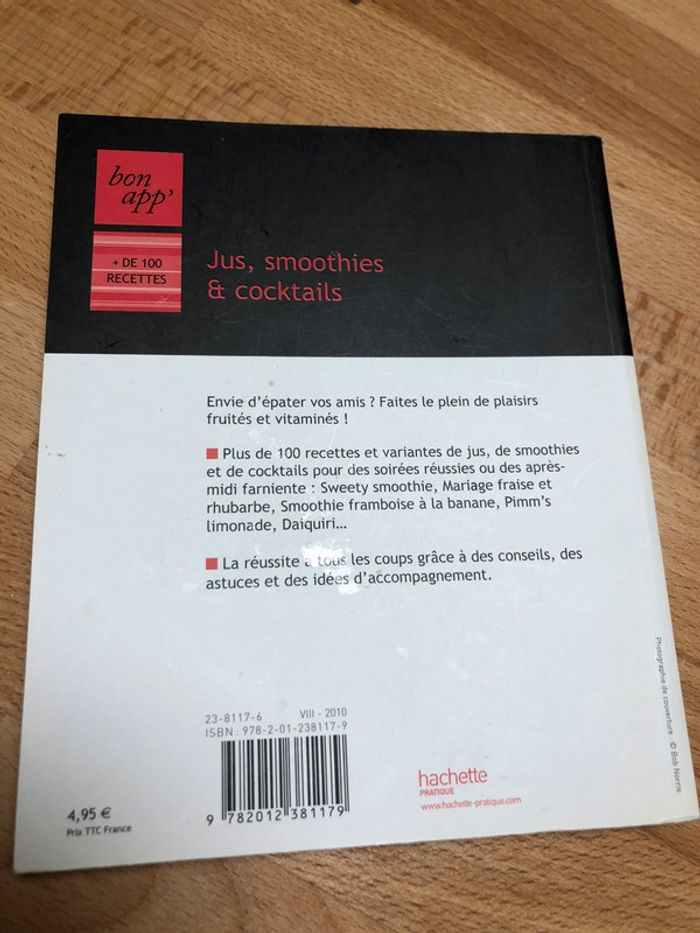 bon
app'
+ DE 100
RECETTES
Jus, smoothies
& cocktails
Envie d'épater vos amis ? Faites le plein de plaisirs
fruités et vitaminés !
Plus de 100 recettes et variantes de jus, de smoothies
et de cocktails pour des soirées réussies ou des après-
midi farniente : Sweety smoothie, Mariage fraise et
rhubarbe, Smoothie framboise à la banane, Pimm's
limonade, Daiquiri...
La réussite à tous les coups grâce à des conseils, des
astuces et des idées d'accompagnement.
Photographie de couverture : © Bob Norris
23-8117-6 VIII - 2010
ISBN : 978-2-01-238117-9
9 782012 381179
4,95 €
Prix TTC France
hachette
PRATIQUE
www.hachette-pratique.com